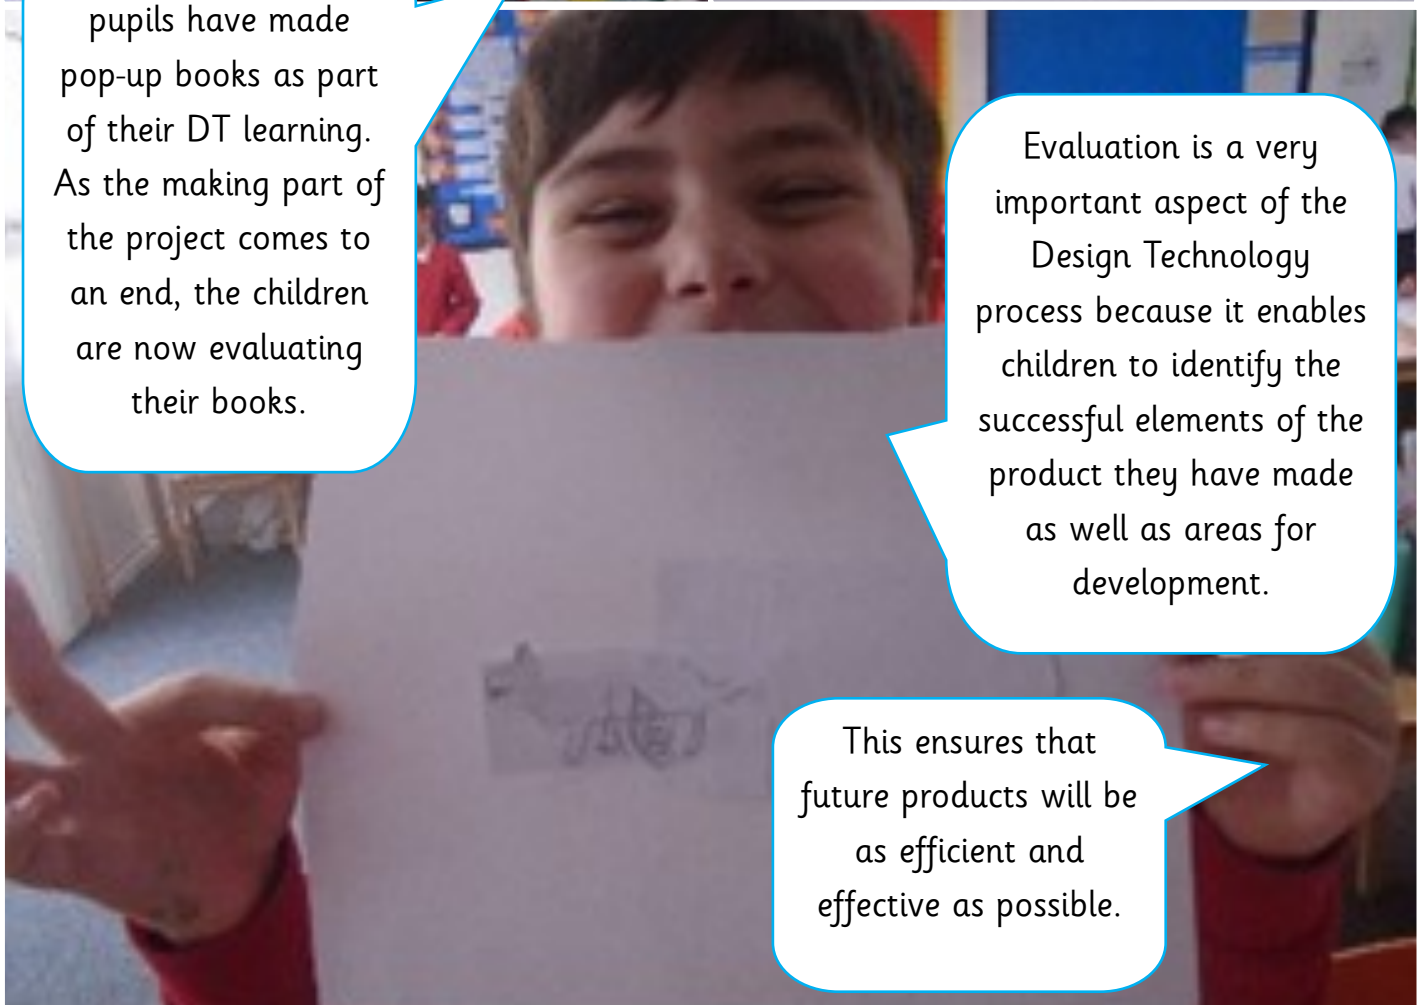 pupils have made
pop-up books as part
of their DT learning.
As the making part of
the project comes to
an end, the children
are now evaluating
their books.
Evaluation is a very
important aspect of the
Design Technology
process because it enables
children to identify the
successful elements of the
product they have made
as well as areas for
development.
This ensures that
future products will be
as efficient and
effective as possible.